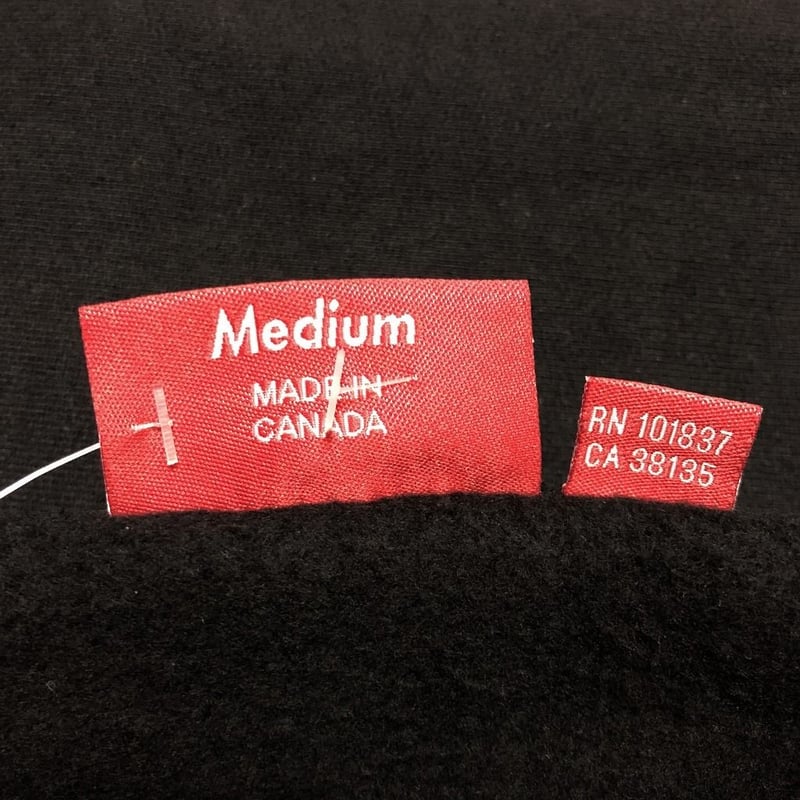 Medium
MADE IN
CANADA
RN 101837
CA 38135